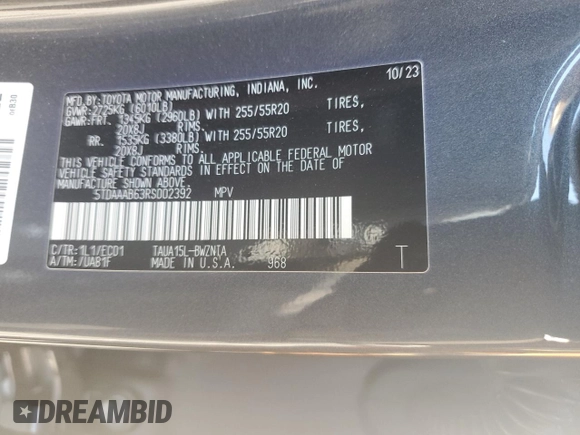 MFD.BY:TOYOTA MOTOR MANUFACTURING, INDIANA, INC. 10/23
GVWR:2725KG (6010LB)
GAWR:FRT. 1345KG (2960LB) WITH 255/55R20 TIRES,
20X8J RIMS.
RR. 1535KG (3380LB) WITH 255/55R20 TIRES,
20X8J RIMS.
THIS VEHICLE CONFORMS TO ALL APPLICABLE FEDERAL MOTOR
VEHICLE SAFETY STANDARDS IN EFFECT ON THE DATE OF
MANUFACTURE SHOWN ABOVE.
5TDAAAB63RS002392 MPV
C/TR:1L1/EC01 TAUA15L-BWZNTA
A/TM:/UAB1F MADE IN U.S.A. 968 T
DREAMBID